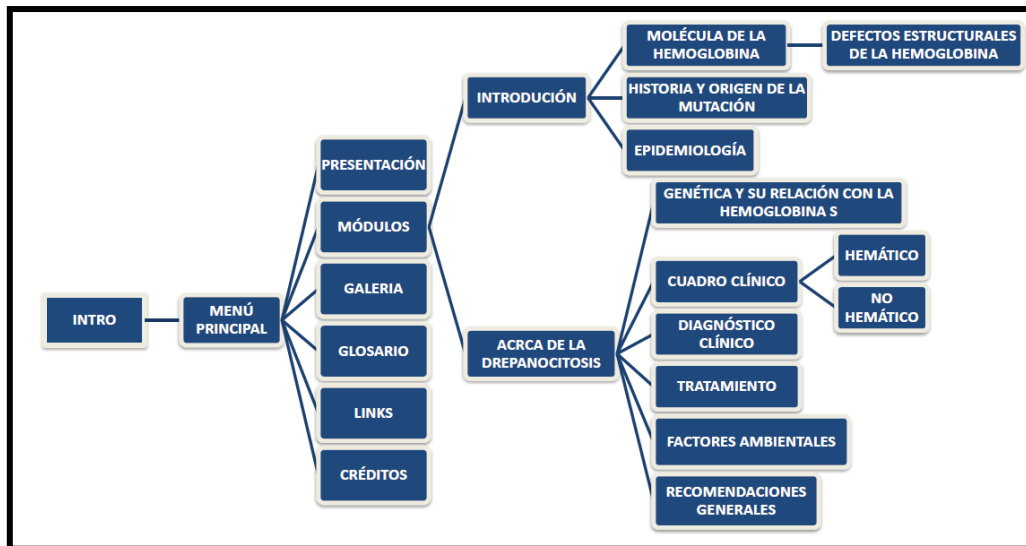 INTRO
MENÚ
PRINCIPAL
PRESENTACIÓN
MÓDULOS
GALERIA
GLOSARIO
LINKS
CRÉDITOS
INTRODUCIÓN
MOLÉCULA DE LA
HEMOGLOBINA
DEFECTOS ESTRUCTURALES
DE LA HEMOGLOBINA
HISTORIA Y ORIGEN DE LA
MUTACIÓN
EPIDEMIOLOGÍA
ACRCA DE LA
DREPANOCITOSIS
GENÉTICA Y SU RELACIÓN CON LA
HEMOGLOBINA S
CUADRO CLÍNICO
HEMÁTICO
NO
HEMÁTICO
DIAGNÓSTICO
CLÍNICO
TRATAMIENTO
FACTORES AMBIENTALES
RECOMENDACIONES
GENERALES